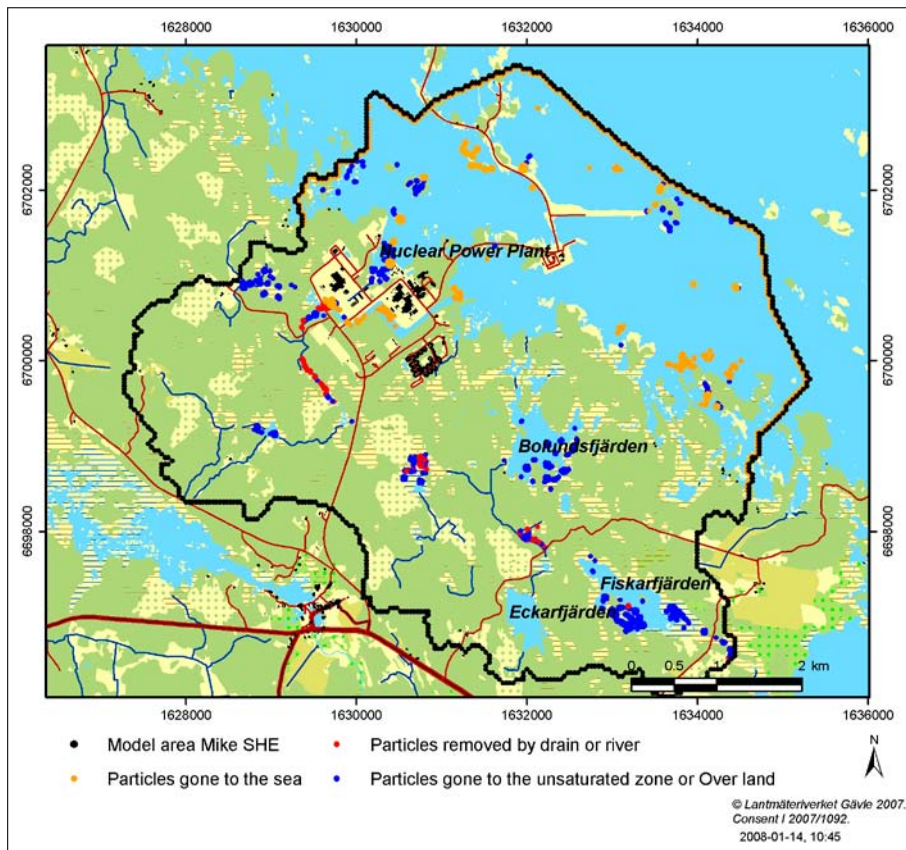 1628000 1630000 1632000 1634000 1636000
6702000 6702000
Nuclear Power Plant
6700000 6700000
Bolundsfjärden
6698000 6698000
Fiskarfjärden
Eckarfjärden
0 0.5 1 2 km
1628000 1630000 1632000 1634000 1636000
Model area Mike SHE Particles removed by drain or river
Particles gone to the sea Particles gone to the unsaturated zone or Over land
N
© Lantmäteriverket Gävle 2007.
Consent I 2007/1092.
2008-01-14, 10:45